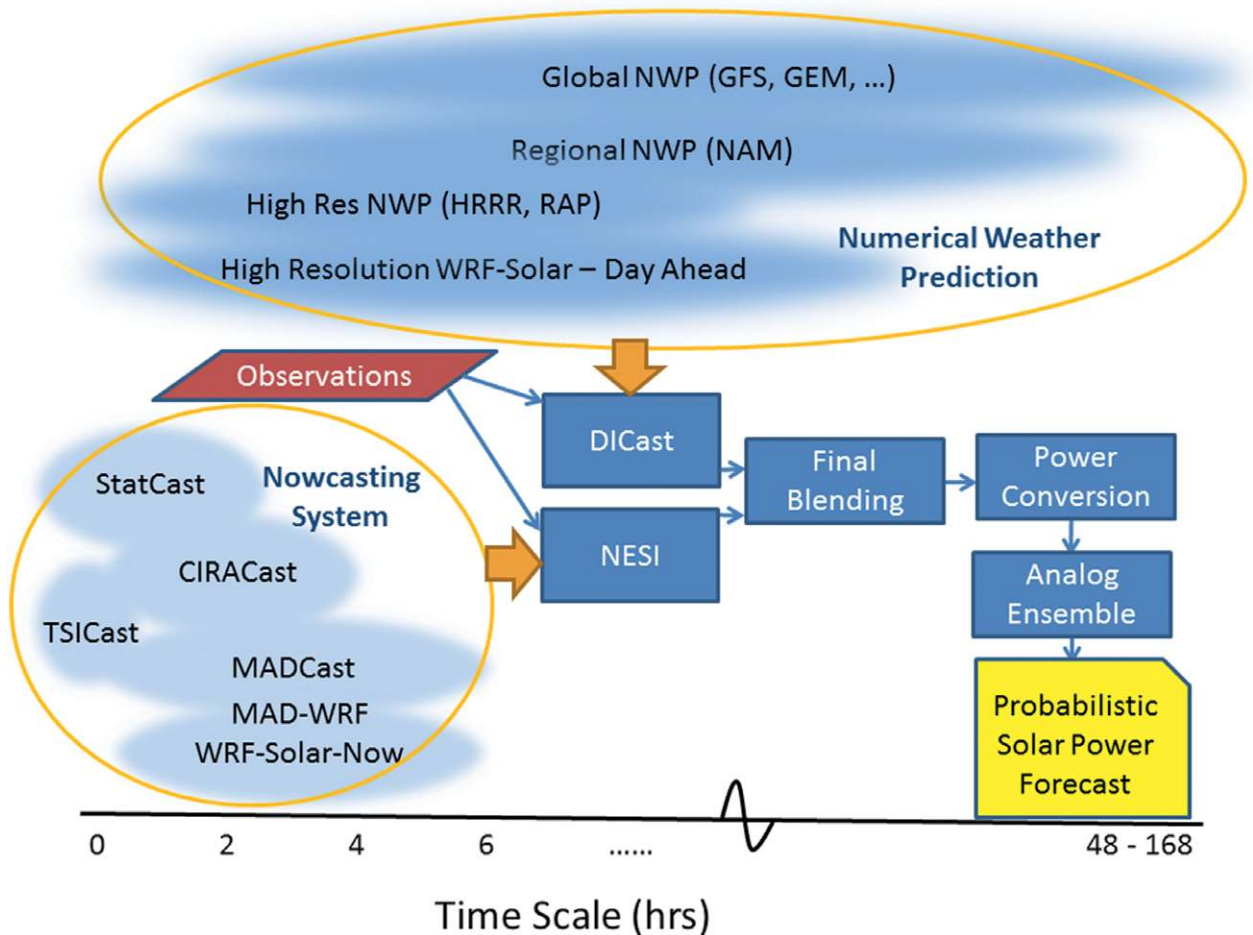 Global NWP (GFS, GEM, ...)
Regional NWP (NAM)
High Res NWP (HRRR, RAP)
High Resolution WRF-Solar – Day Ahead
Numerical Weather
Prediction
Observations
DICast
NESI
Final
Blending
Power
Conversion
Analog
Ensemble
Probabilistic
Solar Power
Forecast
Nowcasting
System
StatCast
CIRACast
TSICast
MADCast
MAD-WRF
WRF-Solar-Now
0 2 4 6 ...... 48 - 168
Time Scale (hrs)